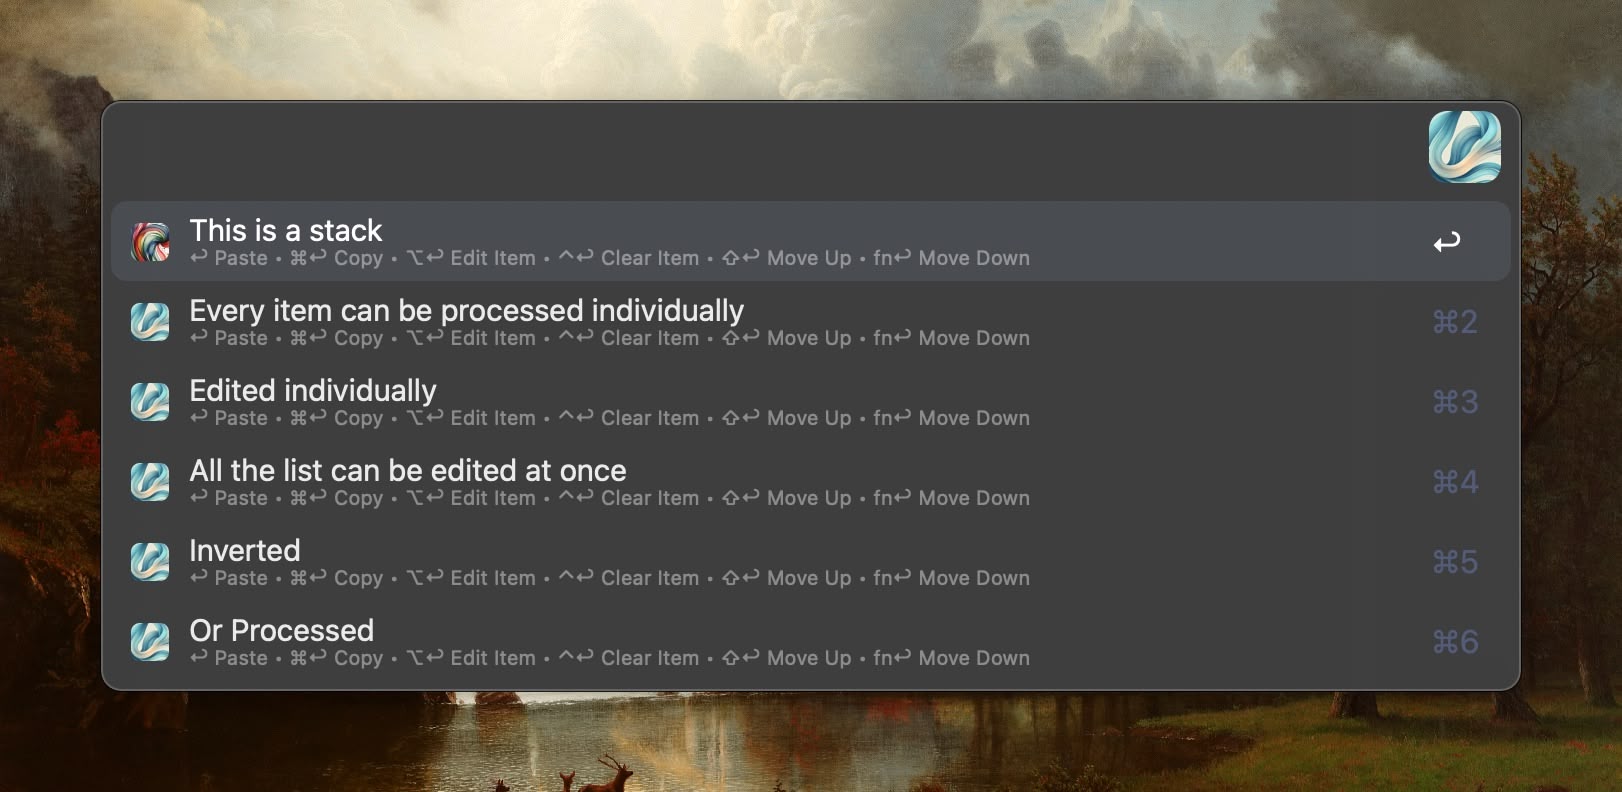 This is a stack
↩ Paste • ⌘↩ Copy • ⌥↩ Edit Item • ^↩ Clear Item • ⇧↩ Move Up • fn↩ Move Down
↩
Every item can be processed individually
↩ Paste • ⌘↩ Copy • ⌥↩ Edit Item • ^↩ Clear Item • ⇧↩ Move Up • fn↩ Move Down
⌘2
Edited individually
↩ Paste • ⌘↩ Copy • ⌥↩ Edit Item • ^↩ Clear Item • ⇧↩ Move Up • fn↩ Move Down
⌘3
All the list can be edited at once
↩ Paste • ⌘↩ Copy • ⌥↩ Edit Item • ^↩ Clear Item • ⇧↩ Move Up • fn↩ Move Down
⌘4
Inverted
↩ Paste • ⌘↩ Copy • ⌥↩ Edit Item • ^↩ Clear Item • ⇧↩ Move Up • fn↩ Move Down
⌘5
Or Processed
↩ Paste • ⌘↩ Copy • ⌥↩ Edit Item • ^↩ Clear Item • ⇧↩ Move Up • fn↩ Move Down
⌘6